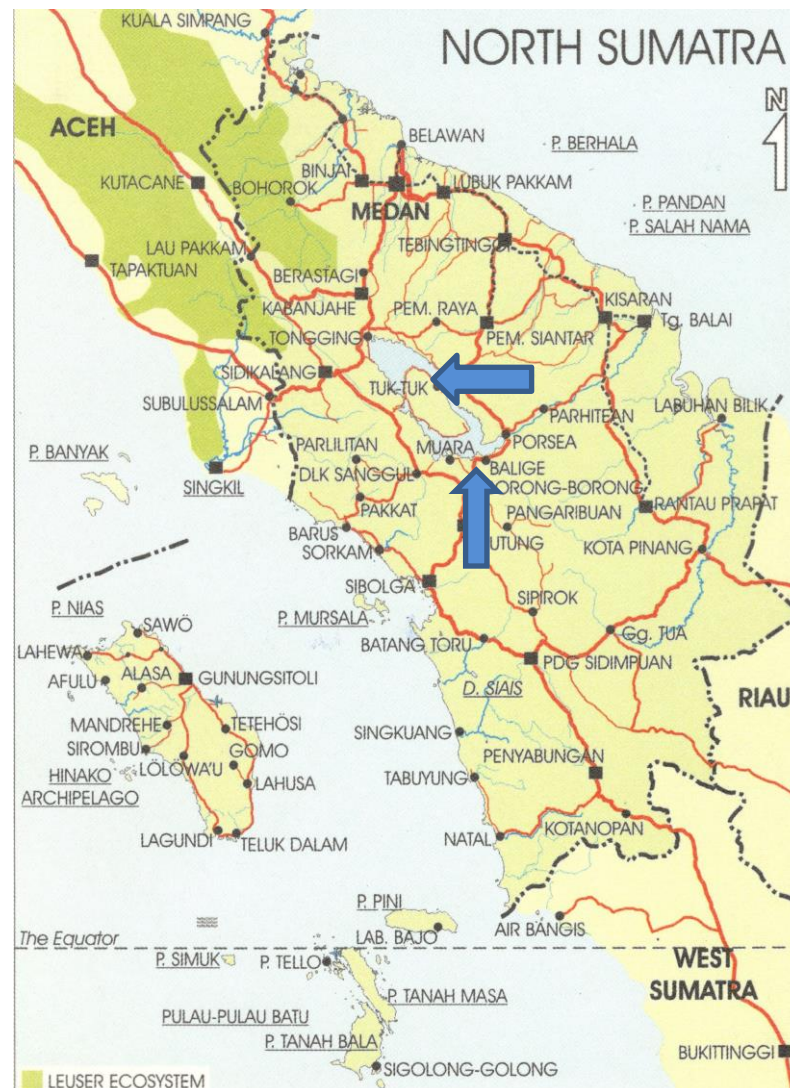 KUALA SIMPANG
NORTH SUMATRA
N
ACEH
BELAWAN
P. BERHALA
KUTACANE
BINJAI
LUBUK PAKKAM
BOHOROK
MEDAN
P. PANDAN
P. SALAH NAMA
LAU PAKKAM
TEBINGTINGGI
TAPAKTUAN
BERASTAGI
KABANJAHE
PEM. RAYA
KISARAN
Tg. BALAI
TONGGING
PEM. SIANTAR
SIDIKALANG
TUK-TUK
SUBULUSSALAM
PARHITEAN
LABUHAN BILIK
PARLILITAN
MUARA
PORSEA
P. BANYAK
DLK SANGGUL
BALIGE
SINGKIL
ORONG-BORONG
PAKKAT
PANGARIBUAN
RANTAU PRAPAT
BARUS
UTUNG
SORKAM
KOTA PINANG
SIBOLGA
P. NIAS
P. MURSALA
SIPIROK
SAWÖ
BATANG TORU
Gg. TUA
LAHEWA
PDG SIDIMPUAN
AFULU
ALASA
GUNUNGSITOLI
D. SIAIS
RIAU
MANDREHE
TETEHÖSI
SINGKUANG
SIROMBU
GOMO
PENYABUNGAN
HINAKO
ARCHIPELAGO
LÖLÖWA'U
LAHUSA
TABUYUNG
LAGUNDI
TELUK DALAM
NATAL
KOTANOPAN
P. PINI
LAB. BAJO
AIR BANGIS
The Equator
P. SIMUK
P. TELLO
WEST
SUMATRA
P. TANAH MASA
PULAU-PULAU BATU
P. TANAH BALA
BUKITTINGGI
SIGOLONG-GOLONG
LEUSER ECOSYSTEM